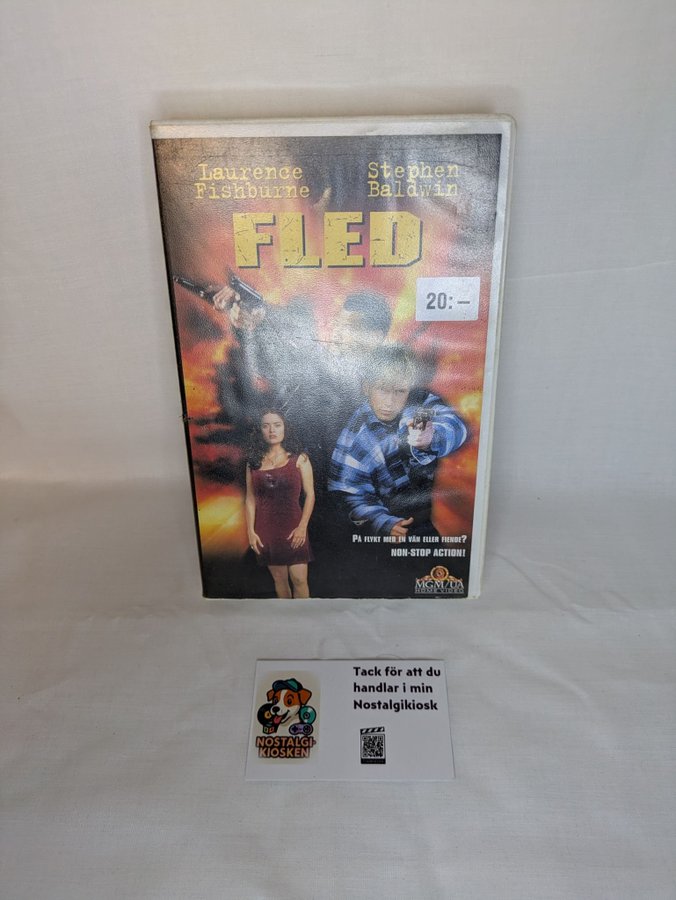 Laurence Stephen
Fishburne Baldwin
FLED
20:-
PÅ FLYKT MED EN VÄN ELLER FIENDE?
NON-STOP ACTION!
MGM/UA
HOME VIDEO
Tack för att du
handlar i min
Nostalgikiosk
NOSTALGI-
KIOSKEN